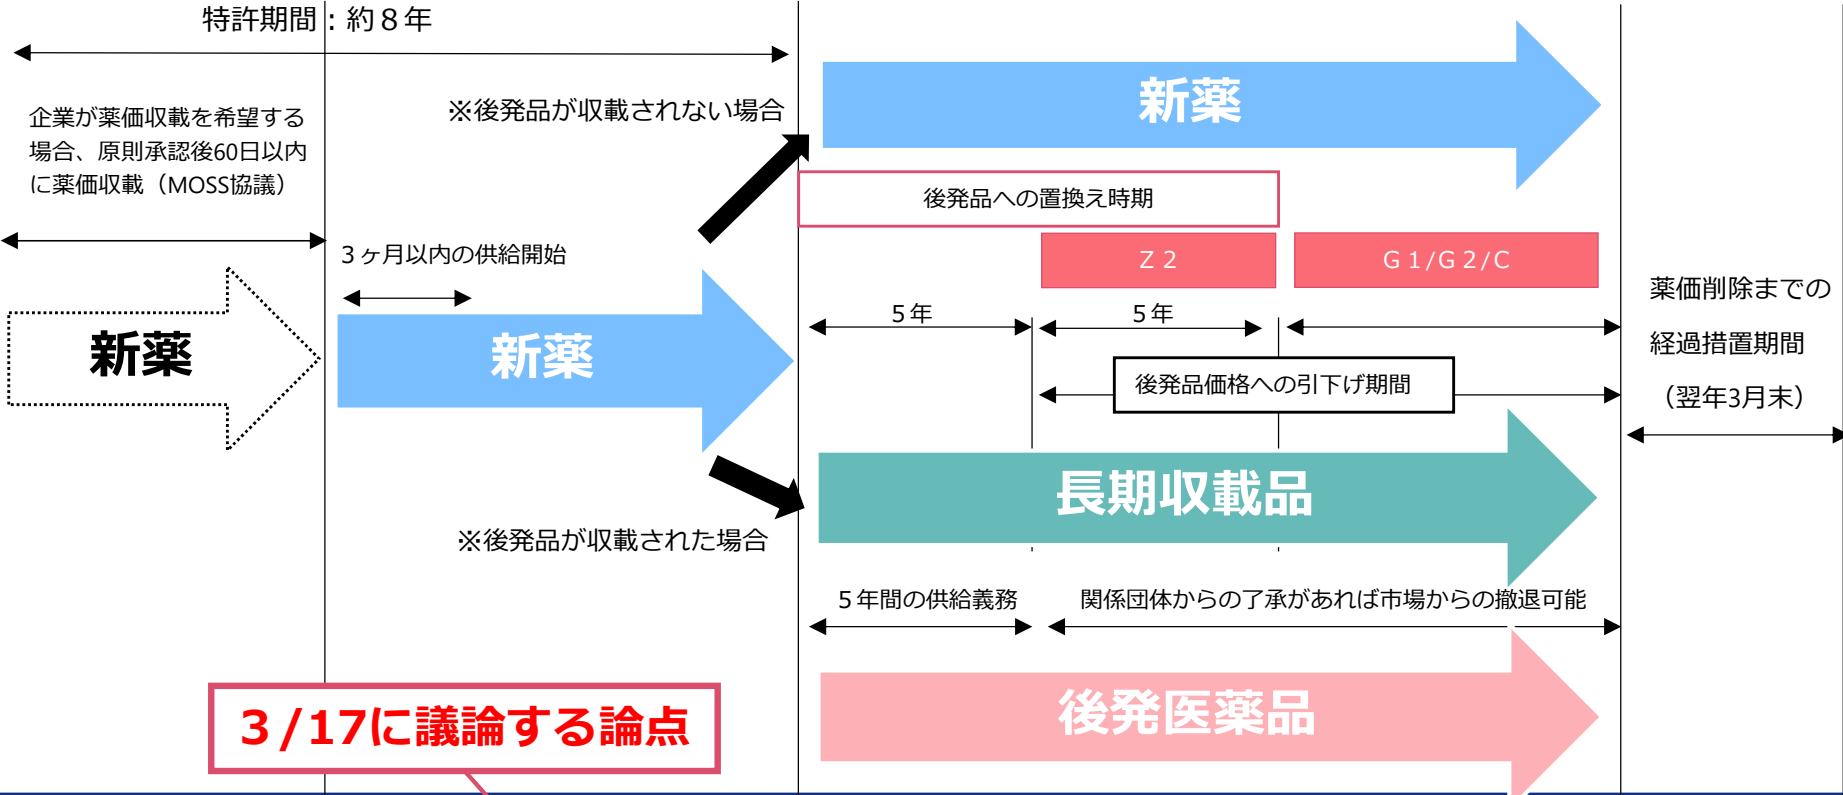 特許期間：約８年
企業が薬価収載を希望する
場合、原則承認後60日以内
に薬価収載（MOSS協議）
※後発品が収載されない場合
新薬
後発品への置換え時期
３ヶ月以内の供給開始
Ｚ２
Ｇ１/Ｇ２/Ｃ
新薬
新薬
５年
５年
後発品価格への引下げ期間
薬価削除までの
経過措置期間
（翌年3月末）
長期収載品
※後発品が収載された場合
５年間の供給義務
関係団体からの了承があれば市場からの撤退可能
後発医薬品
３/17に議論する論点